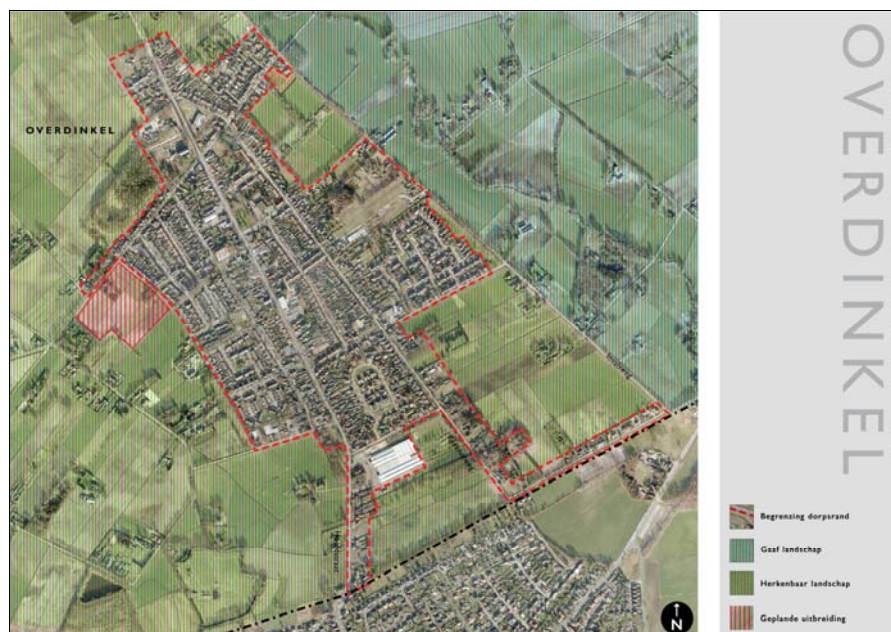 OVERDINKEL
OVERDINKEL
Begrenzing dorpsrand
Gaaf landschap
Herkenbaar landschap
Geplande uitbreiding
N